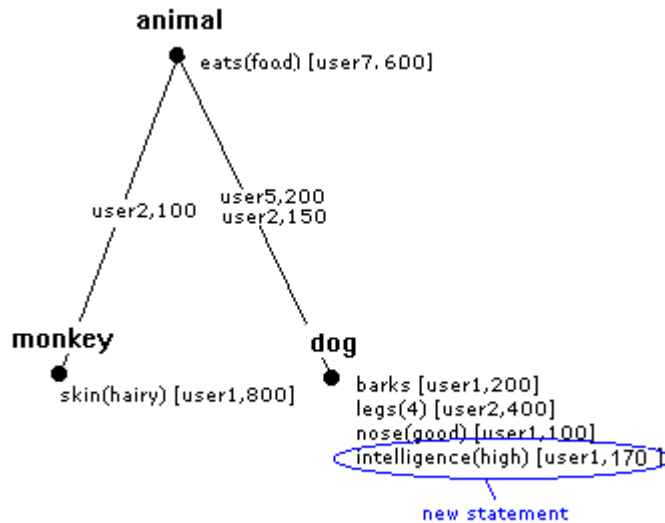 animal
eats(food) [user7.600]
user2,100
user5,200
user2,150
monkey
skin(hairy) [user1,800]
dog
barks [user1,200]
legs(4) [user2,400]
nose(good) [user1,100]
intelligence(high) [user1,170 ]
new statement